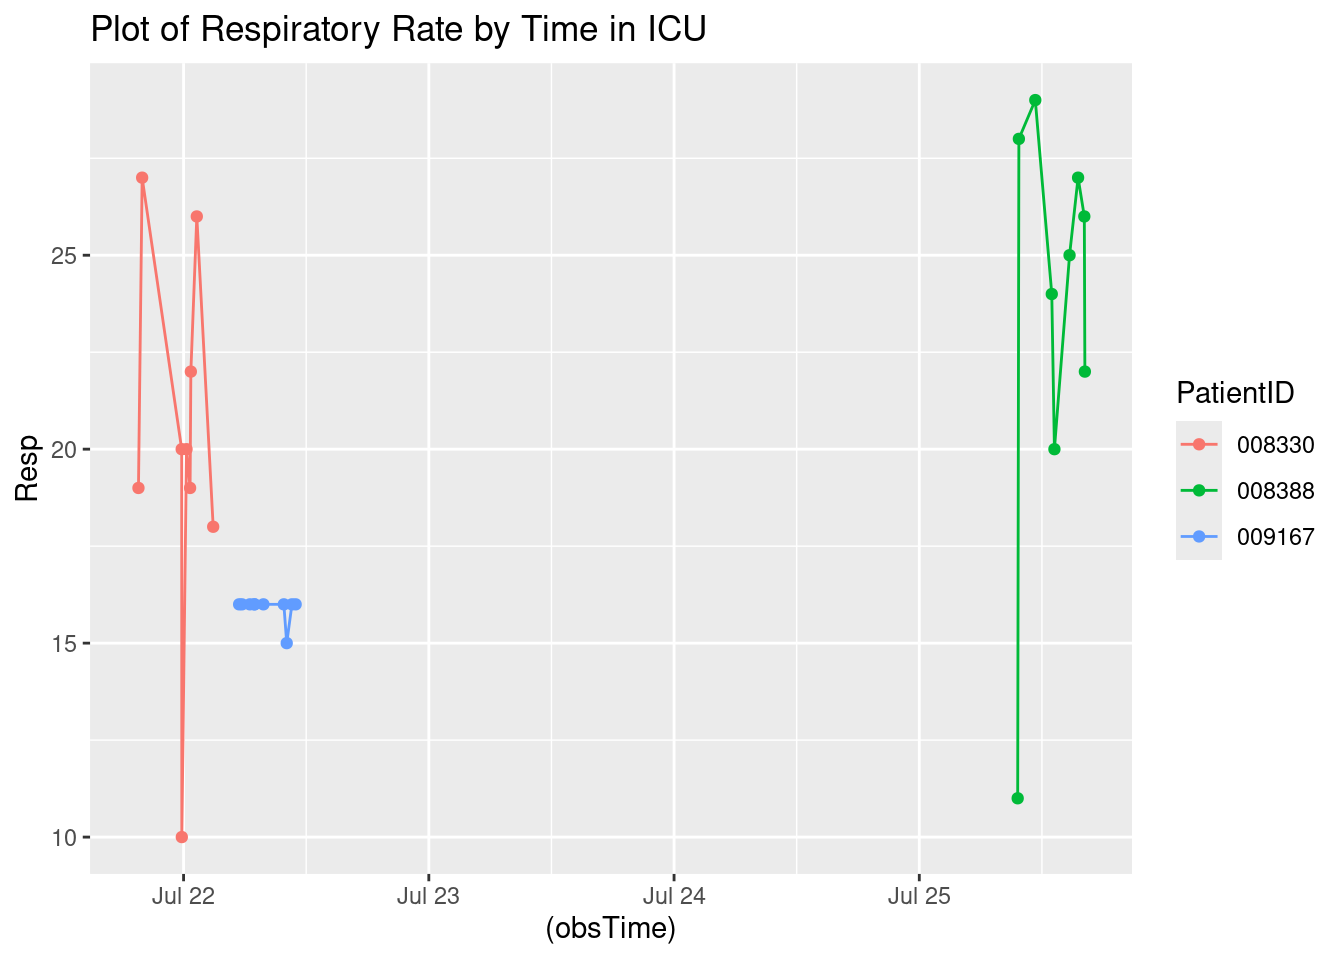 Plot of Respiratory Rate by Time in ICU
Resp
25
20
15
10
Jul 22 Jul 23 Jul 24 Jul 25
(obsTime)
PatientID
008330
008388
009167